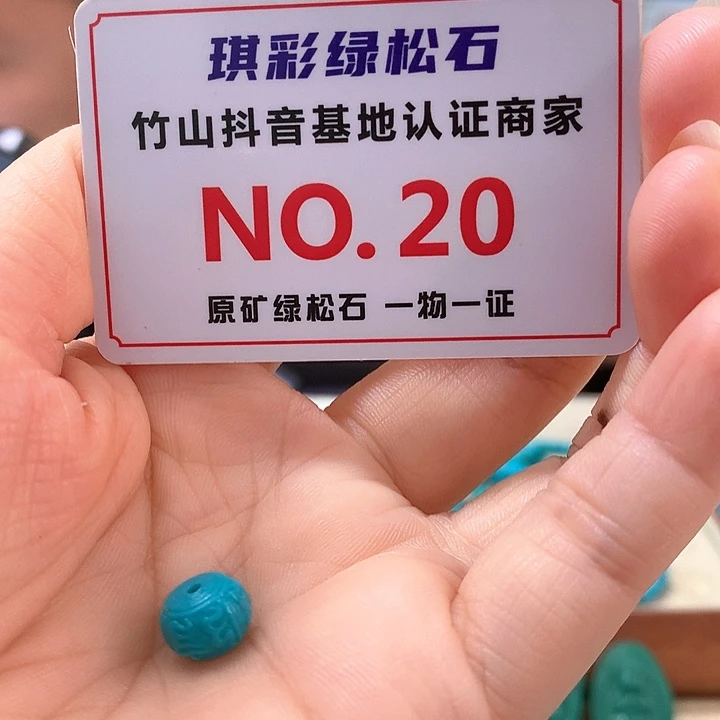 琪彩绿松石
竹山抖音基地认证商家
NO.20
原矿绿松石 一物一证